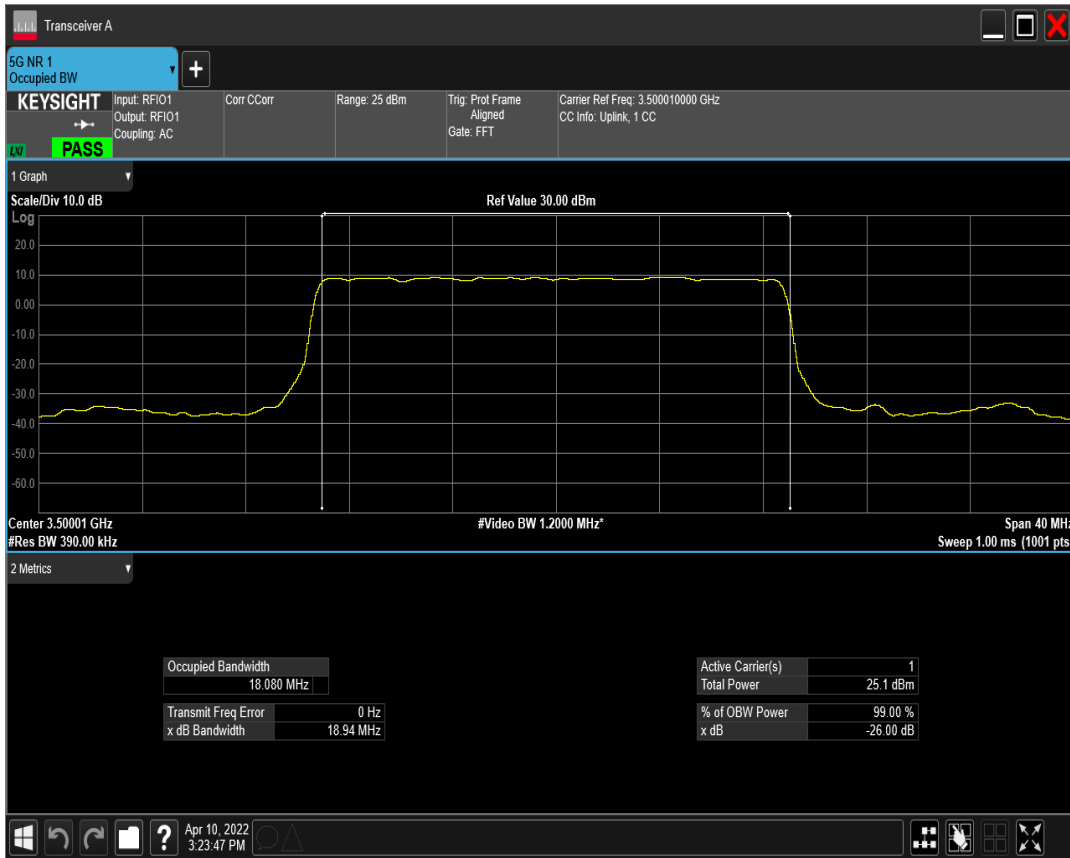 Transceiver A
5G NR 1
Occupied BW
KEYSIGHT
LXI
PASS
Input: RFIO1
Output: RFIO1
Coupling: AC
Corr CCorr
Range: 25 dBm
Trig: Prot Frame
Aligned
Gate: FFT
Carrier Ref Freq: 3.500010000 GHz
CC Info: Uplink, 1 CC
1 Graph
Scale/Div 10.0 dB
Ref Value 30.00 dBm
Log
20.0
10.0
0.00
-10.0
-20.0
-30.0
-40.0
-50.0
-60.0
Center 3.50001 GHz
#Video BW 1.2000 MHz*
Span 40 MHz
#Res BW 390.00 kHz
Sweep 1.00 ms (1001 pts
2 Metrics
Occupied Bandwidth
18.080 MHz
Transmit Freq Error 0 Hz
x dB Bandwidth 18.94 MHz
Active Carrier(s) 1
Total Power 25.1 dBm
% of OBW Power 99.00 %
x dB -26.00 dB
?
Apr 10, 2022
3:23:47 PM